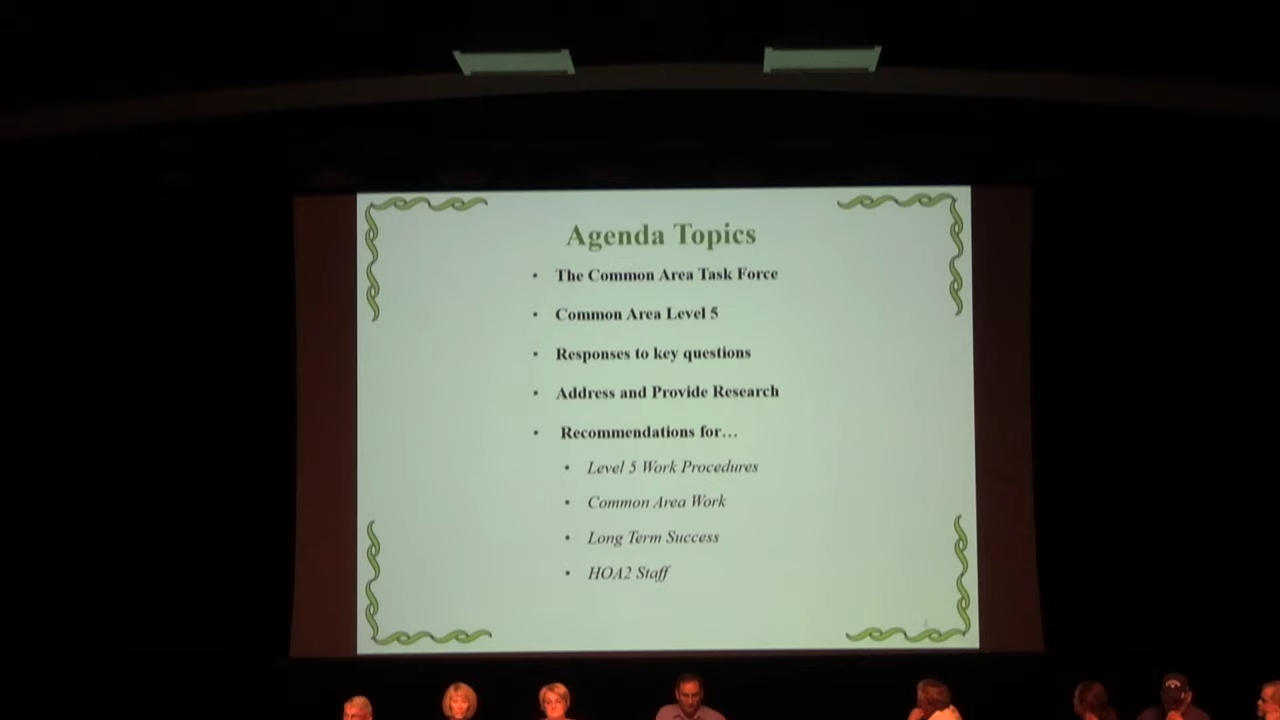 Agenda Topics
• The Common Area Task Force
• Common Area Level 5
• Responses to key questions
• Address and Provide Research
• Recommendations for…
• Level 5 Work Procedures
• Common Area Work
• Long Term Success
• HOA2 Staff